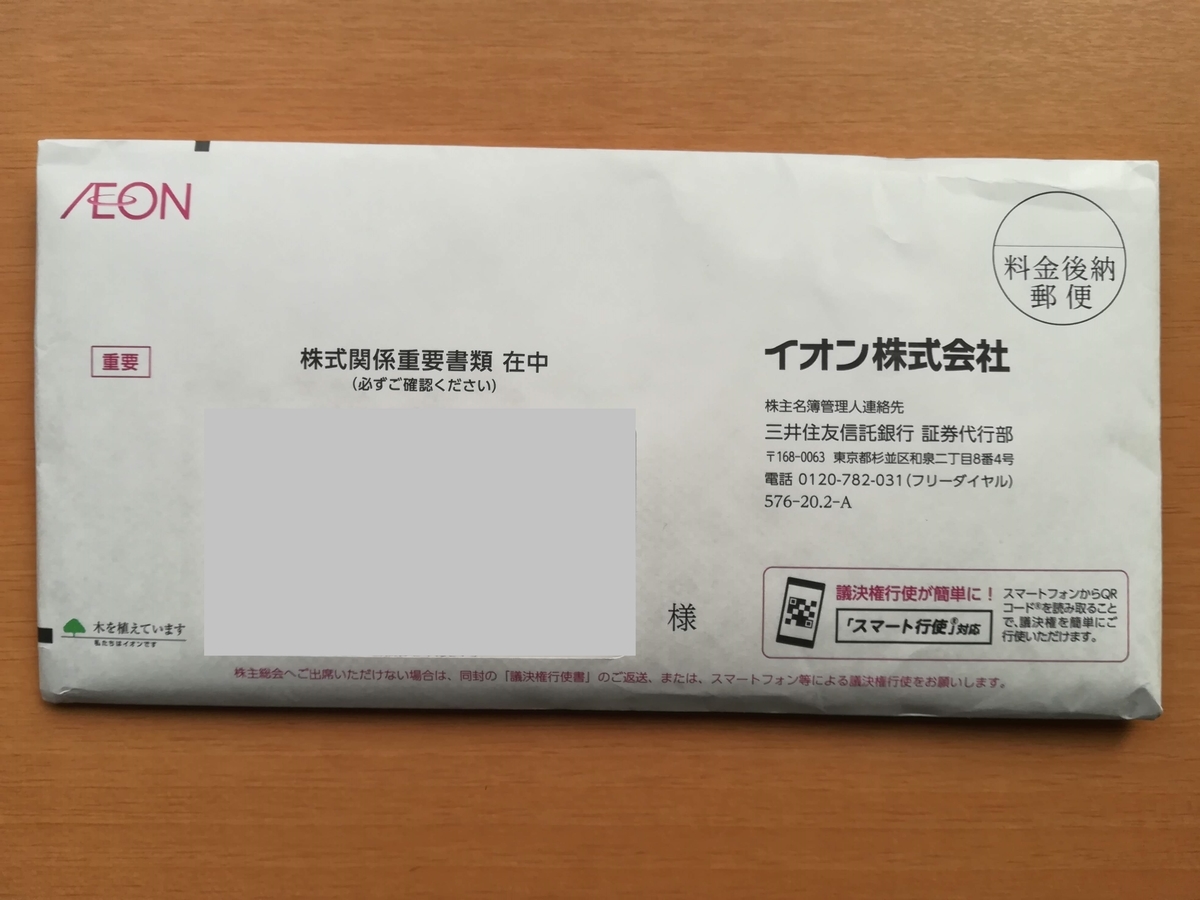 ÆON
料金後納
郵便
重要
株式関係重要書類 在中
(必ずご確認ください)
様
イオン株式会社
株主名簿管理人連絡先
三井住友信託銀行 証券代行部
〒168-0063 東京都杉並区和泉二丁目8番4号
電話 0120-782-031(フリーダイヤル)
576-20.2-A
議決権行使が簡単に!
「スマート行使」®対応
スマートフォンからQR
コード®を読み取ること
で、議決権を簡単にご
行使いただけます。
木を植えています
私たちはイオンです
株主総会へご出席いただけない場合は、同封の「議決権行使書」のご返送、または、スマートフォン等による議決権行使をお願いします。